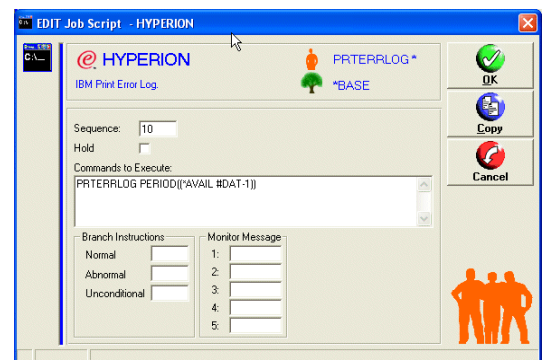 EDIT Job Script - HYPERION
C:\_
HYPERION
PRTERRLOG *
IBM Print Error Log.
*BASE
OK
Sequence: 10
Copy
Hold
Commands to Execute:
Cancel
PRTERRLOG PERIOD((*AVAIL #DAT-1))
Branch Instructions
Monitor Message
Normal
1:
Abnormal
2:
Unconditional
3:
4:
5: